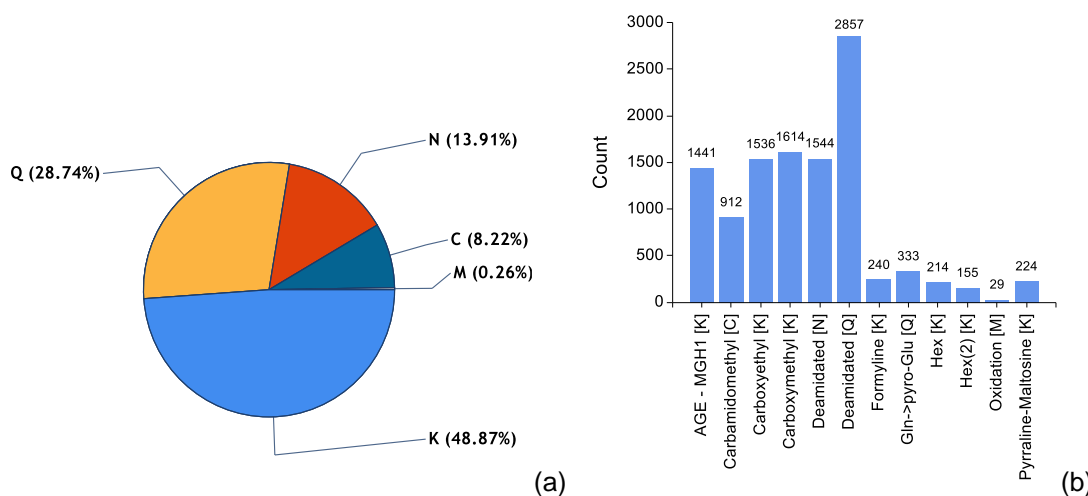 N (13.91%)
Q (28.74%)
C (8.22%)
M (0.26%)
K (48.87%)
(a)
3000
2500
2000
1500
1000
500
0
Count
1441
912
1536
1614
1544
2857
240
333
214
155
29
224
AGE - MGH1 [K]
Carbamidomethyl [C]
Carboxyethyl [K]
Carboxymethyl [K]
Deamidated [N]
Deamidated [Q]
Formyline [K]
Gln->pyro-Glu [Q]
Hex [K]
Hex(2) [K]
Oxidation [M]
Pyrraline-Maltosine [K]
(b)